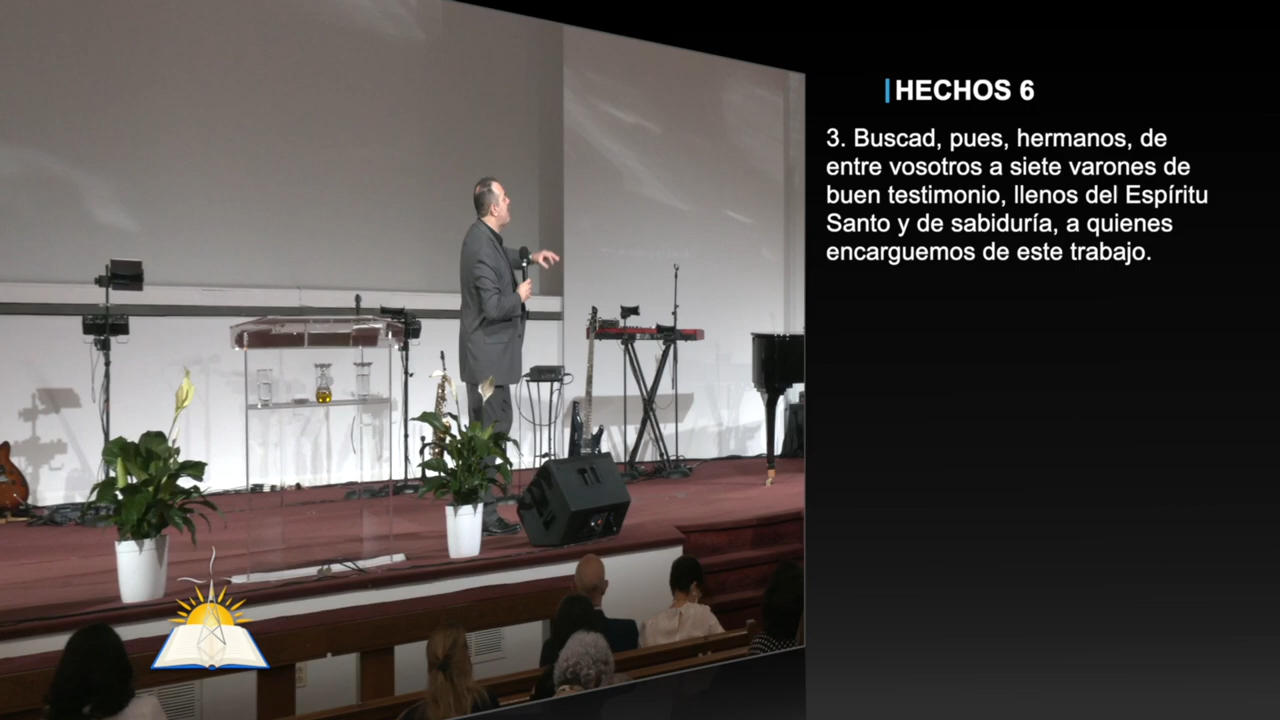 HECHOS 6
3. Buscad, pues, hermanos, de
entre vosotros a siete varones de
buen testimonio, llenos del Espíritu
Santo y de sabiduría, a quienes
encarguemos de este trabajo.